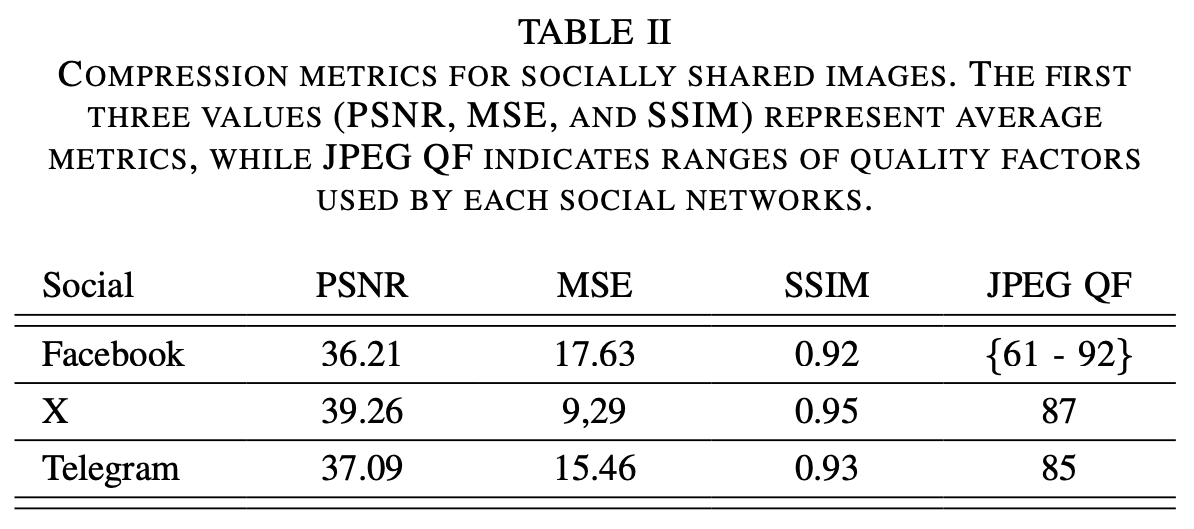 TABLE II
COMPRESSION METRICS FOR SOCIALLY SHARED IMAGES. THE FIRST
THREE VALUES (PSNR, MSE, AND SSIM) REPRESENT AVERAGE
METRICS, WHILE JPEG QF INDICATES RANGES OF QUALITY FACTORS
USED BY EACH SOCIAL NETWORKS.
Social PSNR MSE SSIM JPEG QF
Facebook 36.21 17.63 0.92 {61 - 92}
X 39.26 9,29 0.95 87
Telegram 37.09 15.46 0.93 85